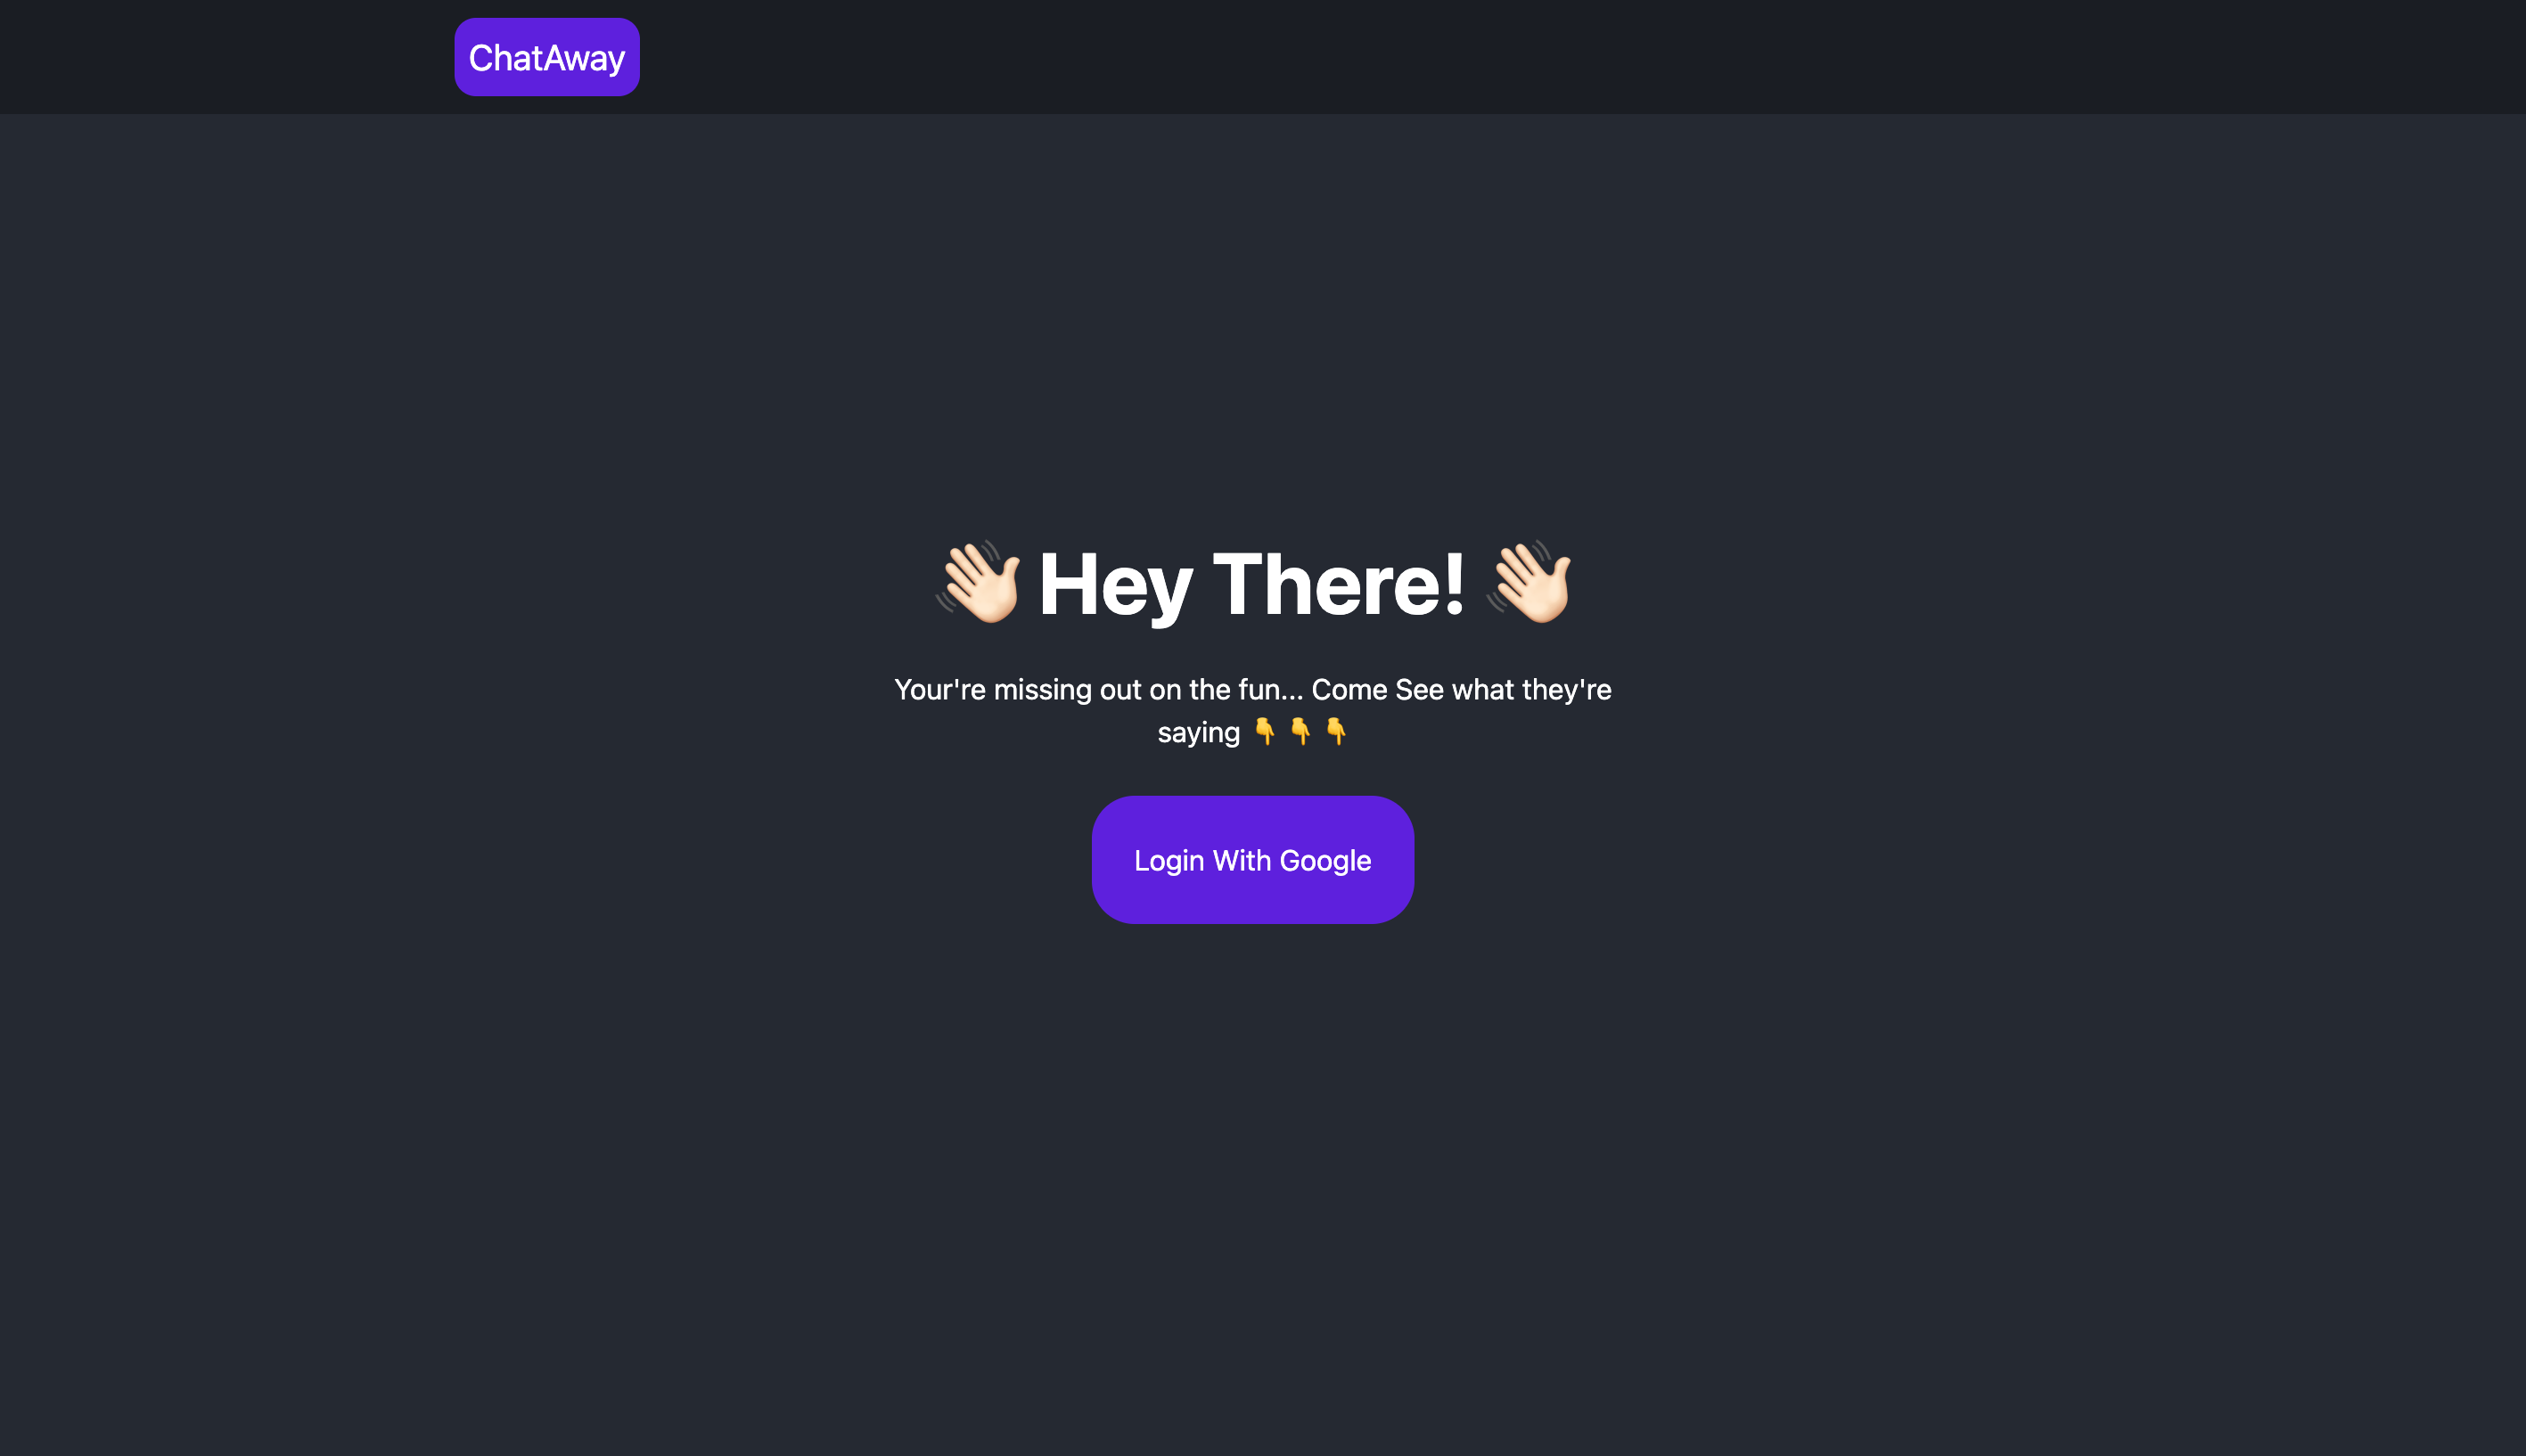 ChatAway
👋🏻 Hey There! 👋🏻
Your're missing out on the fun... Come See what they're
saying 👇 👇 👇
Login With Google